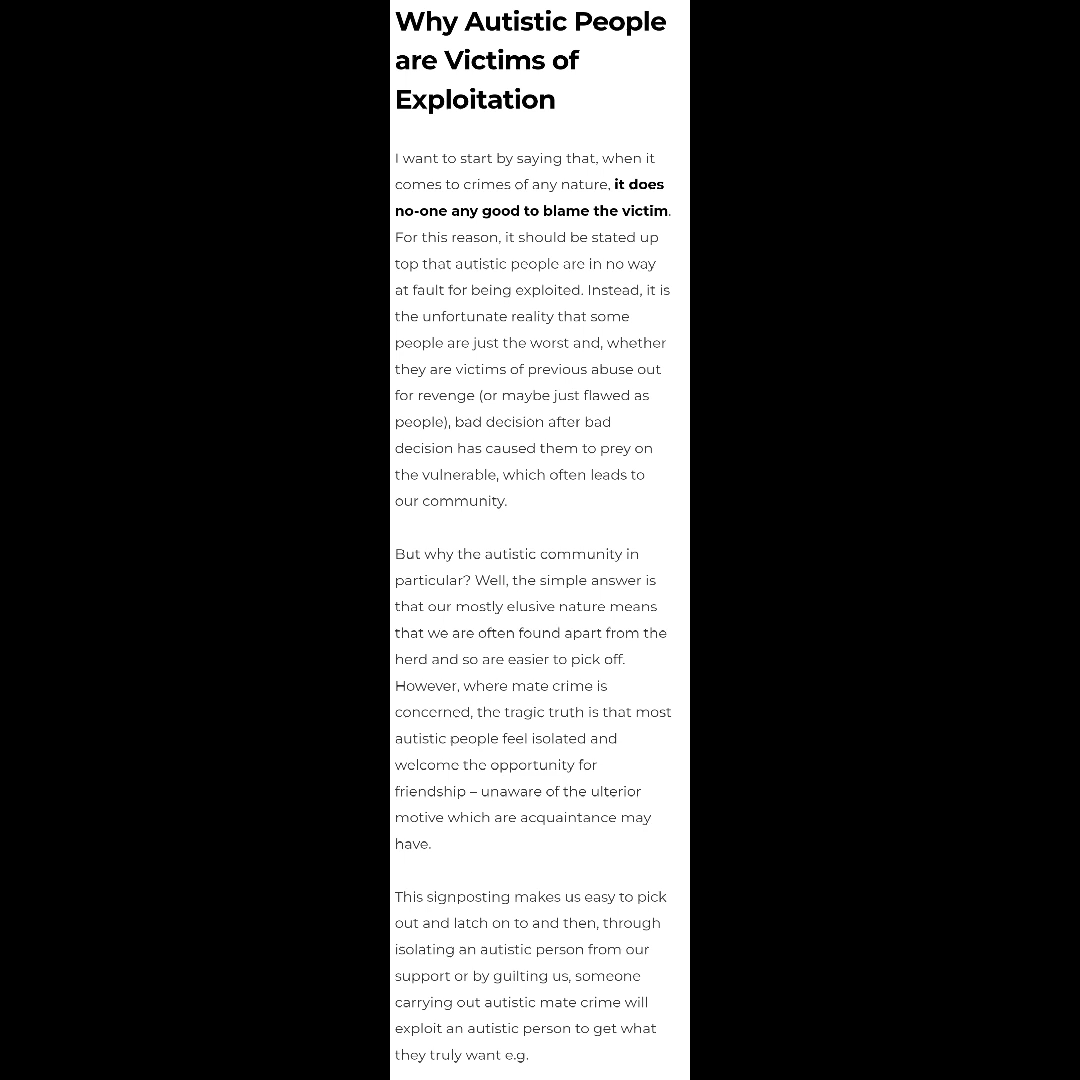 Why Autistic People
are Victims of
Exploitation
I want to start by saying that, when it
comes to crimes of any nature, it does
no-one any good to blame the victim.
For this reason, it should be stated up
top that autistic people are in no way
at fault for being exploited. Instead, it is
the unfortunate reality that some
people are just the worst and, whether
they are victims of previous abuse out
for revenge (or maybe just flawed as
people), bad decision after bad
decision has caused them to prey on
the vulnerable, which often leads to
our community.
But why the autistic community in
particular? Well, the simple answer is
that our mostly elusive nature means
that we are often found apart from the
herd and so are easier to pick off.
However, where mate crime is
concerned, the tragic truth is that most
autistic people feel isolated and
welcome the opportunity for
friendship – unaware of the ulterior
motive which are acquaintance may
have.
This signposting makes us easy to pick
out and latch on to and then, through
isolating an autistic person from our
support or by guilting us, someone
carrying out autistic mate crime will
exploit an autistic person to get what
they truly want e.g.